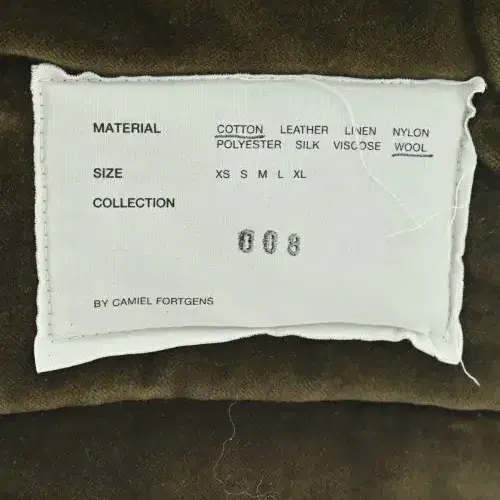 MATERIAL COTTON LEATHER LINEN NYLON
POLYESTER SILK VISCOSE WOOL
SIZE XS S M L XL
COLLECTION
008
BY CAMIEL FORTGENS